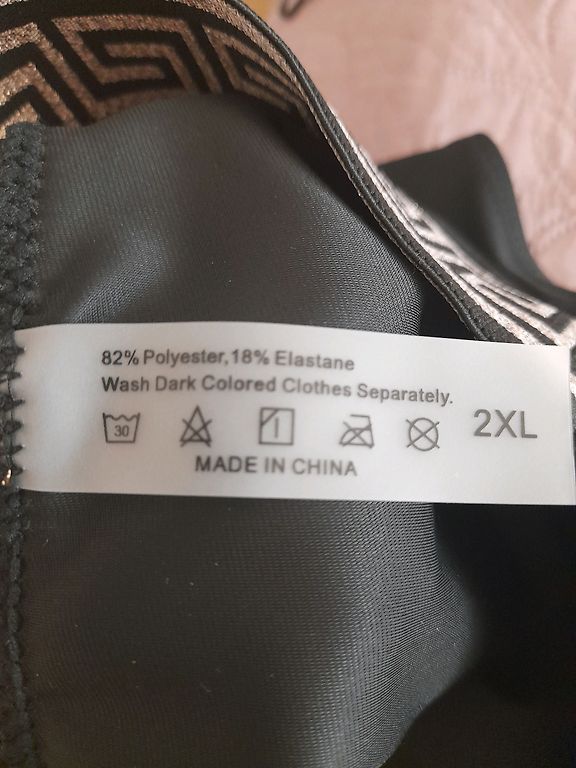 82% Polyester,18% Elastane
Wash Dark Colored Clothes Separately.
30
2XL
MADE IN CHINA